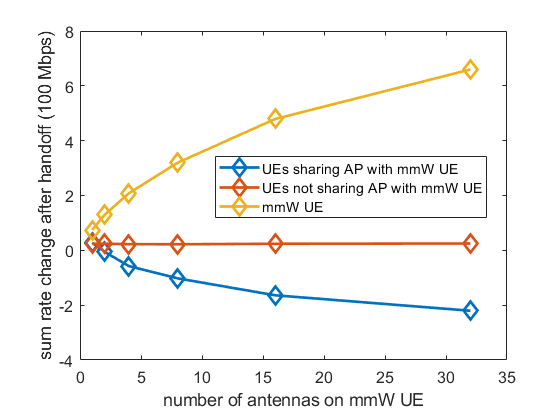 8
6
4
2
0
-2
-4
sum rate change after handoff (100 Mbps)
UEs sharing AP with mmW UE
UEs not sharing AP with mmW UE
mmW UE
0 5 10 15 20 25 30 35
number of antennas on mmW UE